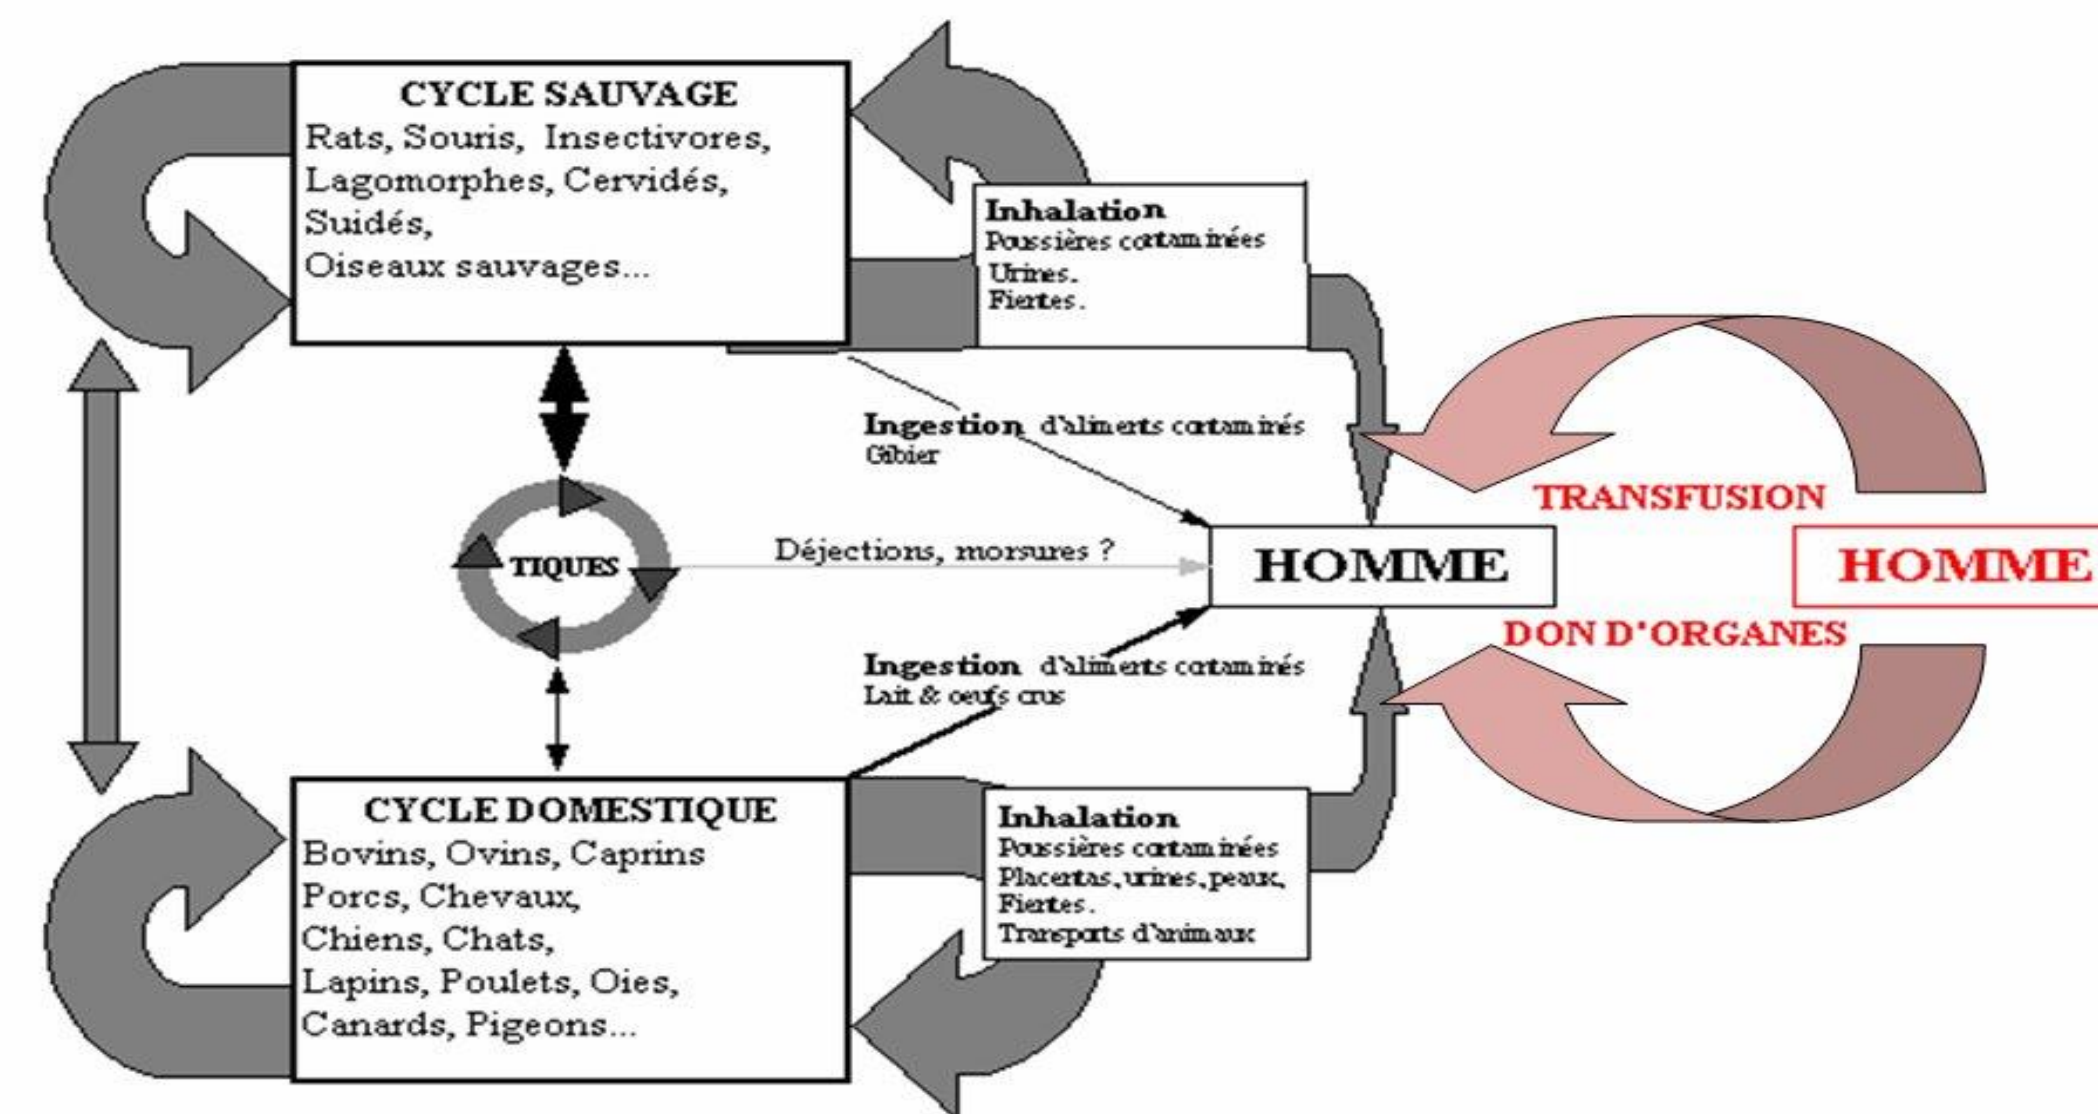 CYCLE SAUVAGE
Rats, Souris, Insectivores,
Lagomorphes, Cervidés,
Suidés,
Oiseaux sauvages...
Inhalation
Poussières contaminées
Urines.
Fientes.
Ingestion d'aliments contaminés
Gibier
TRANSFUSION
TIQUES
Déjections, morsures ?
HOMME
HOMME
DON D'ORGANES
Ingestion d'aliments contaminés
Lait & oeufs crus
CYCLE DOMESTIQUE
Bovins, Ovins, Caprins
Porcs, Chevaux,
Chiens, Chats,
Lapins, Poulets, Oies,
Canards, Pigeons...
Inhalation
Poussières contaminées
Placentas, urines, peaux,
Fientes.
Transports d'animaux